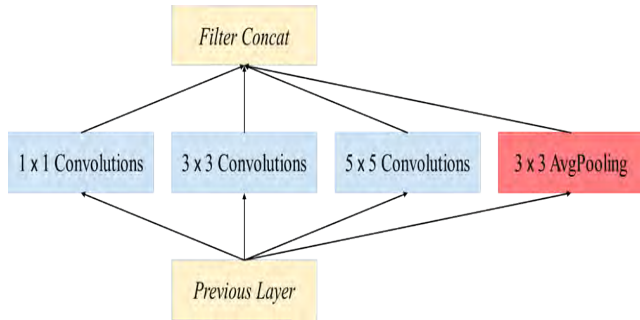 Filter Concat
1 x 1 Convolutions
3 x 3 Convolutions
5 x 5 Convolutions
3 x 3 AvgPooling
Previous Layer